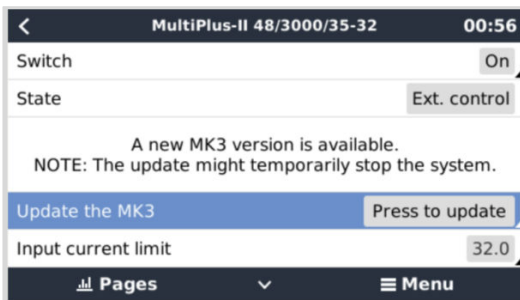 MultiPlus-II 48/3000/35-32 00:56
Switch On
State Ext. control
A new MK3 version is available.
NOTE: The update might temporarily stop the system.
Update the MK3 Press to update
Input current limit 32.0
Pages Menu